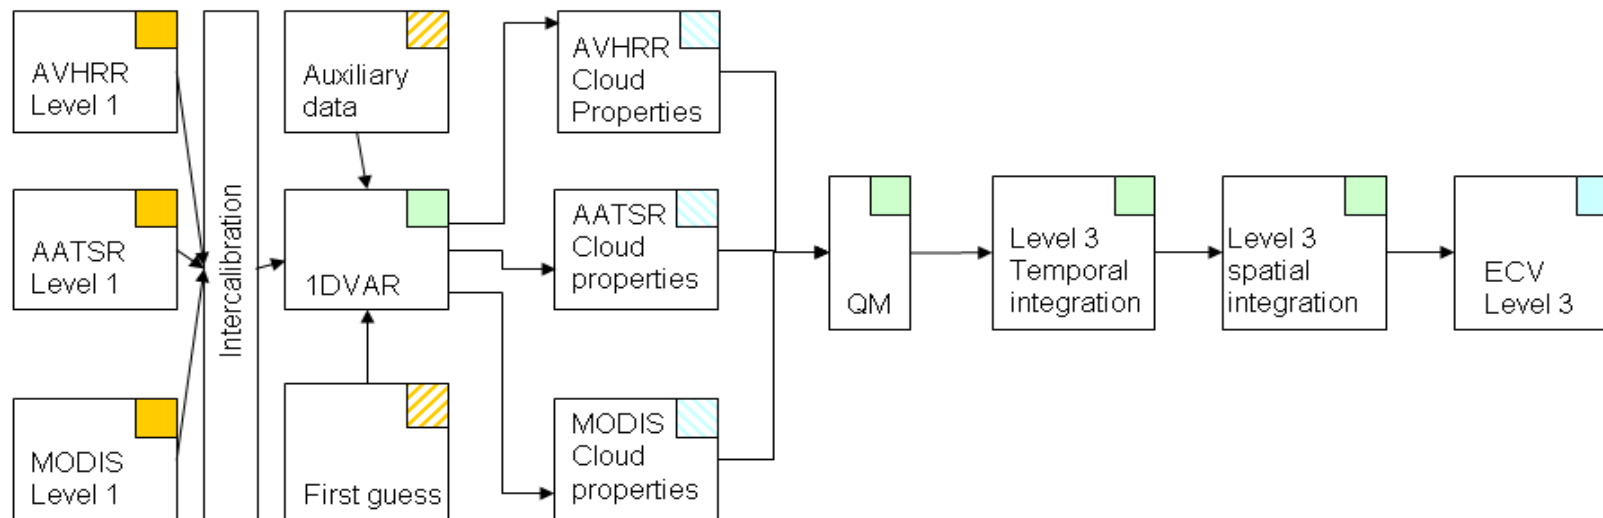 AVHRR
Level 1
AATSR
Level 1
MODIS
Level 1
Intercalibration
Auxiliary
data
1DVAR
First guess
AVHRR
Cloud
Properties
AATSR
Cloud
properties
MODIS
Cloud
properties
QM
Level 3
Temporal
integration
Level 3
spatial
integration
ECV
Level 3